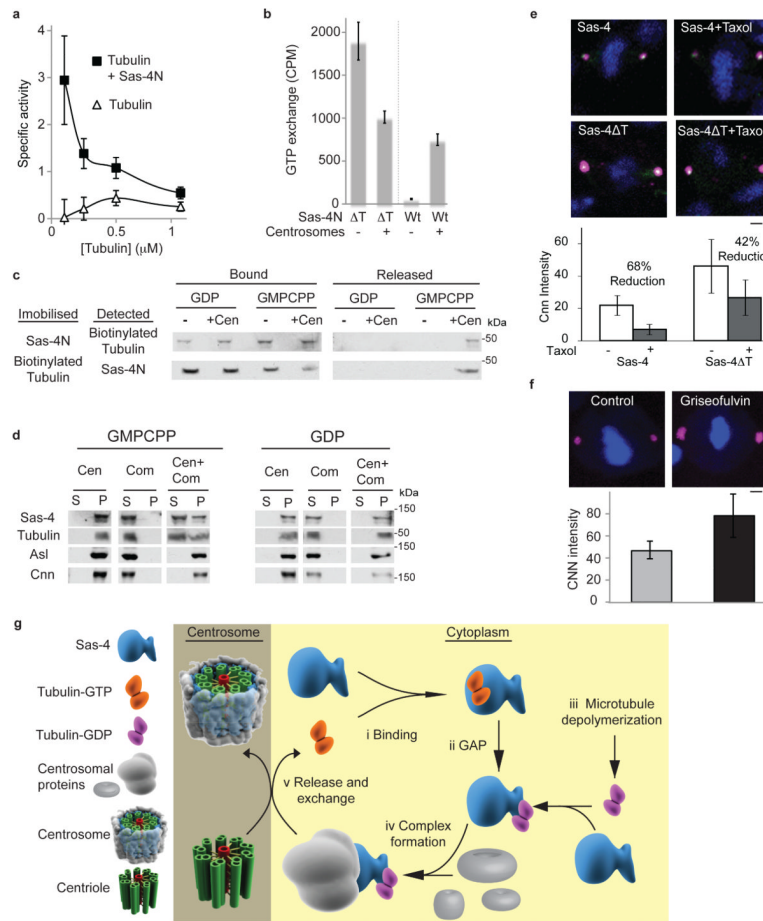 a
Specific activity
5
4
3
2
1
0
Tubulin
+ Sas-4N
Tubulin
0
0.5
1
[Tubulin] (μM)
b
GTP exchange (CPM)
2000
1500
1000
500
0
Sas-4N ΔT ΔT Wt Wt
Centrosomes - + - +
c
Bound
Released
GDP GMPCPP GDP GMPCPP
Imobilised Detected - +Cen - +Cen - +Cen - +Cen kDa
Sas-4N Biotinylated Tubulin -50
Biotinylated Tubulin Sas-4N -50
d
GMPCPP GDP
Cen Com Cen+ Com Cen Com Cen+ Com
S P S P S P kDa S P S P S P kDa
Sas-4 -150
Tubulin -50
Asl -150
Cnn -150
e
Sas-4 Sas-4+Taxol
Sas-4ΔT Sas-4ΔT+Taxo
Cnn Intensity
60
40
20
0
68%
Reduction
42%
Reductio
Taxol - + - +
Sas-4 Sas-4ΔT
f
Control Griseofulvin
CNN intensity
80
60
40
20
0
g
Sas-4
Tubulin-GTP
Tubulin-GDP
Centrosomal
proteins
Centrosome
Centriole
Centrosome
Cytoplasm
i Binding
ii GAP
iii Microtubule
depolymerization
v Release and
exchange
iv Complex
formation